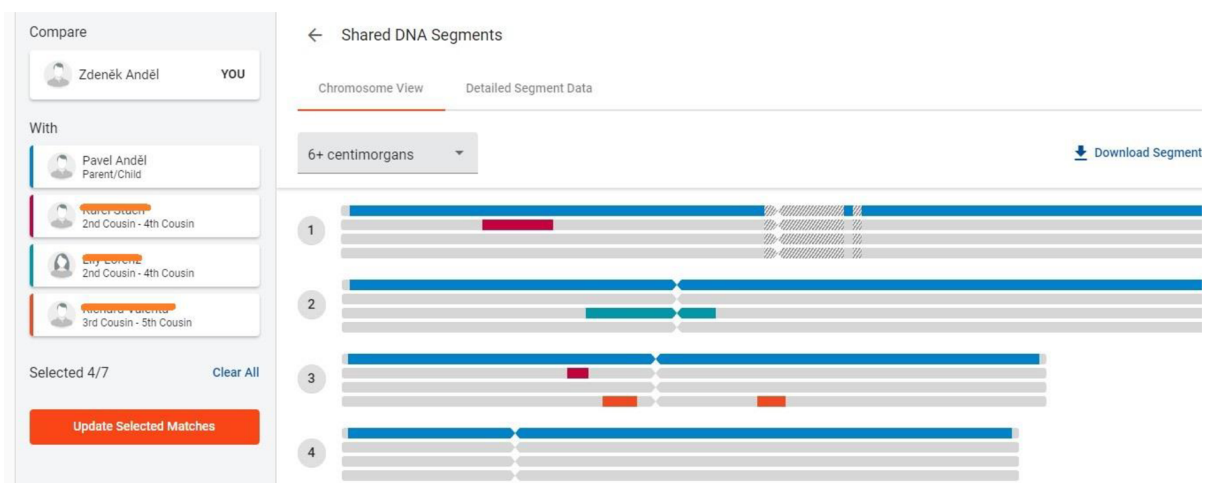 Compare
Zdeněk Anděl YOU
With
Pavel Anděl
Parent/Child
2nd Cousin - 4th Cousin
2nd Cousin - 4th Cousin
3rd Cousin - 5th Cousin
Selected 4/7 Clear All
Update Selected Matches
← Shared DNA Segments
Chromosome View Detailed Segment Data
6+ centimorgans
Download Segment
1
2
3
4